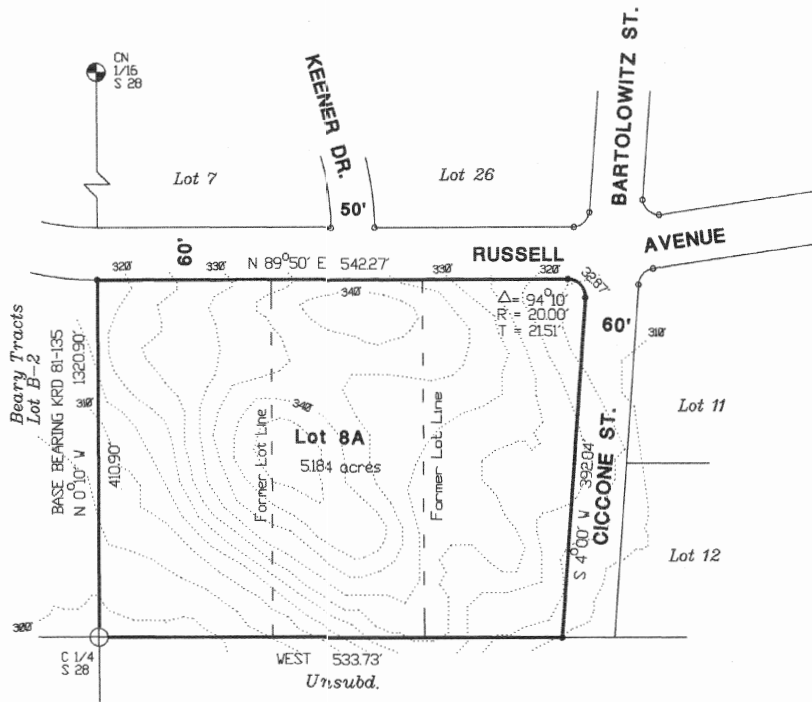 CN
1/16
S 28
KEENER DR.
BARTOLOWITZ ST.
Lot 7
Lot 26
50'
60'
RUSSELL
AVENUE
320'
330'
N 89°50' E 542.27'
330'
320'
32.87'
340'
Δ= 94°10'
R = 20.00'
T = 21.51'
60'
310'
Beary Tracts
Lot B-2
BASE BEARING KRD 81-135
N 0°10' W 1320.90'
310'
410.90'
Former Lot Line
340'
Lot 8A
5.184 acres
Former Lot Line
S 4°00' W 392.04'
CICCONE ST.
Lot 11
Lot 12
300'
C 1/4
S 28
WEST 533.73'
Unsubd.